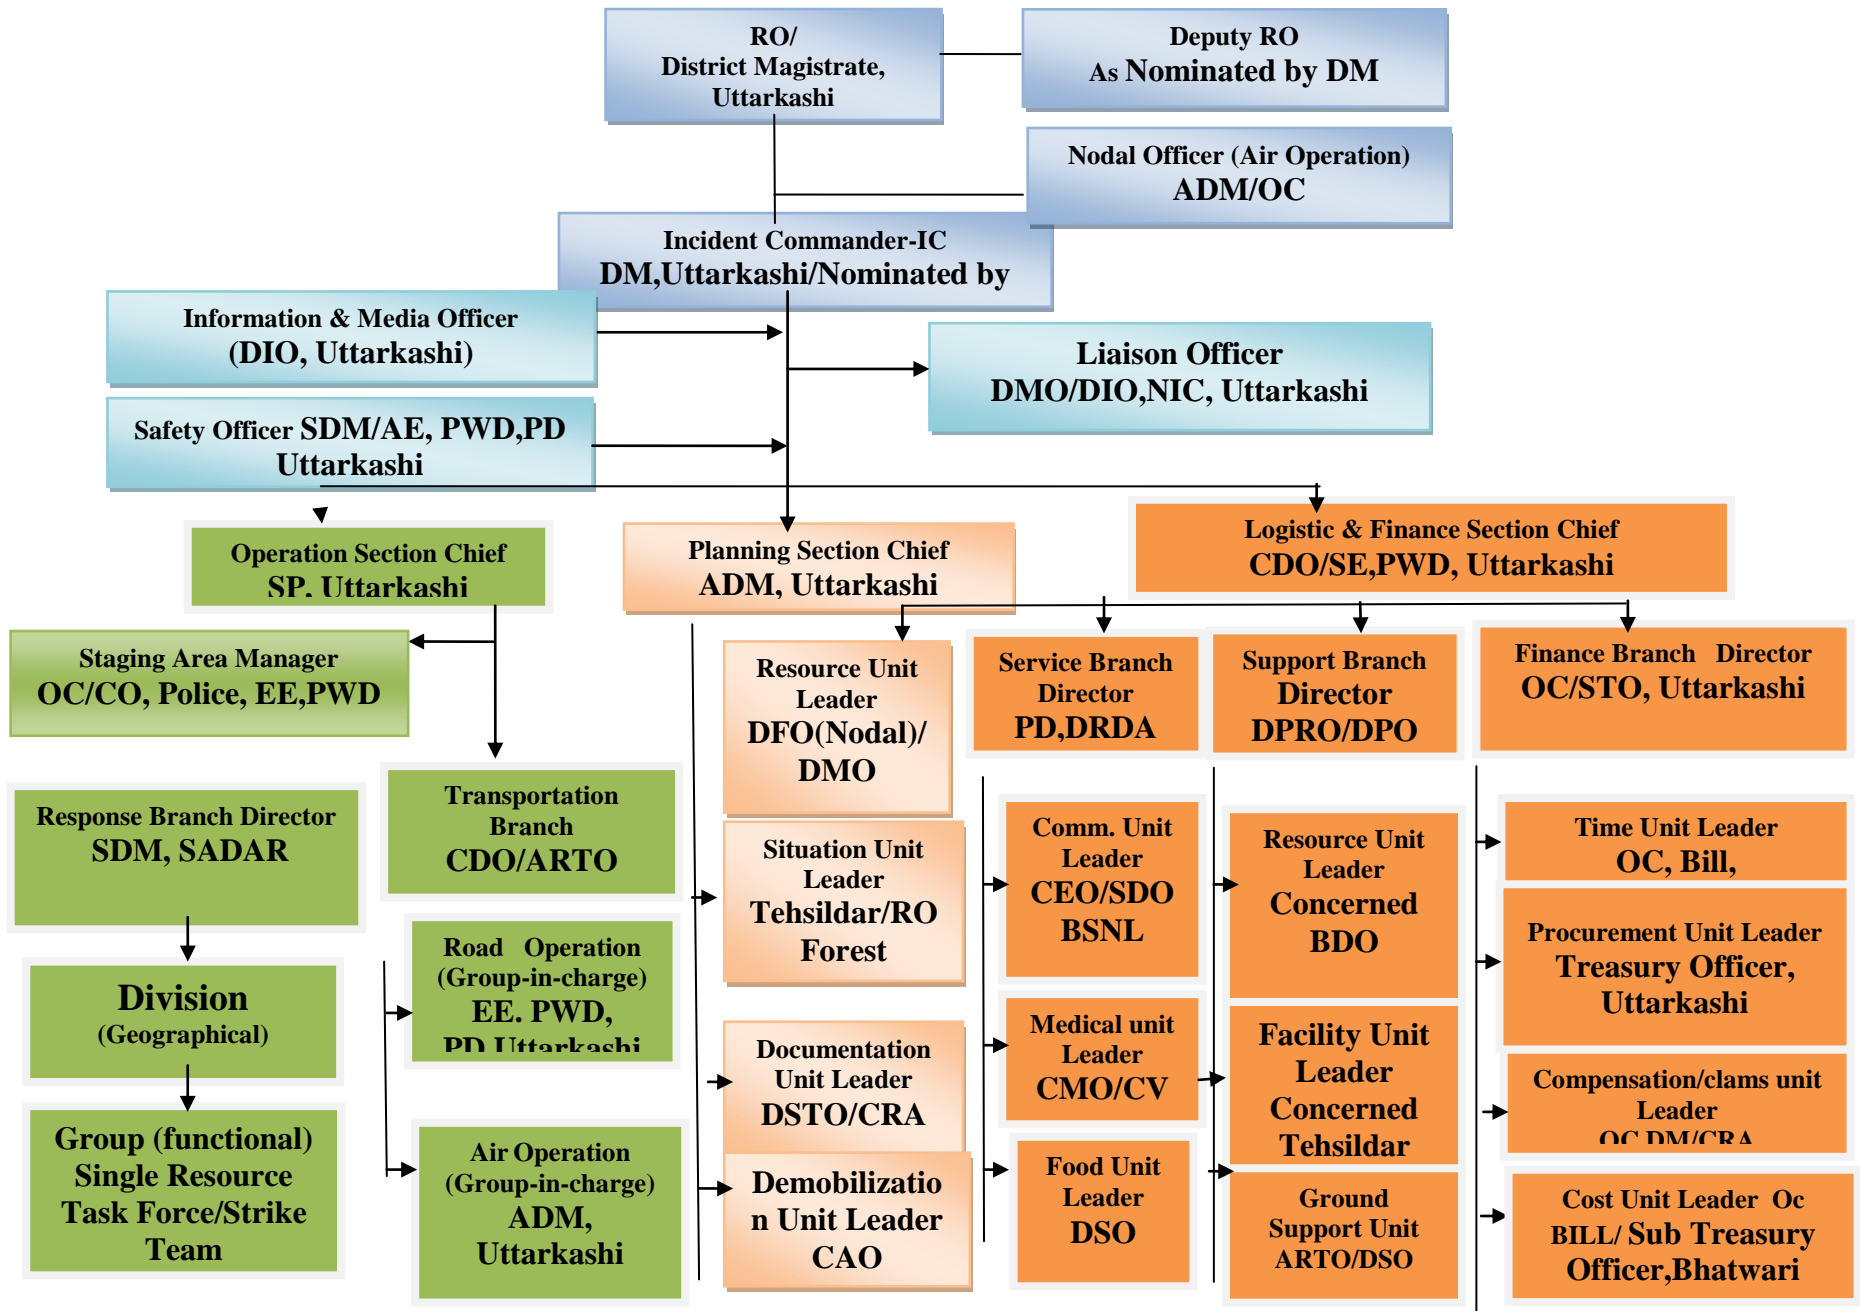 RO/
District Magistrate,
Uttarkashi
Deputy RO
As Nominated by DM
Nodal Officer (Air Operation)
ADM/OC
Incident Commander-IC
DM,Uttarkashi/Nominated by
Information & Media Officer
(DIO, Uttarkashi)
Liaison Officer
DMO/DIO,NIC, Uttarkashi
Safety Officer SDM/AE, PWD,PD
Uttarkashi
Operation Section Chief
SP, Uttarkashi
Planning Section Chief
ADM, Uttarkashi
Logistic & Finance Section Chief
CDO/SE,PWD, Uttarkashi
Staging Area Manager
OC/CO, Police, EE,PWD
Response Branch Director
SDM, SADAR
Division
(Geographical)
Group (functional)
Single Resource
Task Force/Strike
Team
Transportation
Branch
CDO/ARTO
Road Operation
(Group-in-charge)
EE. PWD,
PD Uttarkashi
Air Operation
(Group-in-charge)
ADM,
Uttarkashi
Resource Unit
Leader
DFO(Nodal)/
DMO
Situation Unit
Leader
Tehsildar/RO
Forest
Documentation
Unit Leader
DSTO/CRA
Demobilizatio
n Unit Leader
CAO
Service Branch
Director
PD,DRDA
Comm. Unit
Leader
CEO/SDO
BSNL
Medical unit
Leader
CMO/CV
Food Unit
Leader
DSO
Support Branch
Director
DPRO/DPO
Resource Unit
Leader
Concerned
BDO
Facility Unit
Leader
Concerned
Tehsildar
Ground
Support Unit
ARTO/DSO
Finance Branch Director
OC/STO, Uttarkashi
Time Unit Leader
OC, Bill,
Procurement Unit Leader
Treasury Officer,
Uttarkashi
Compensation/clams unit
Leader
OC DM/CRA
Cost Unit Leader Oc
BILL/ Sub Treasury
Officer,Bhatwari